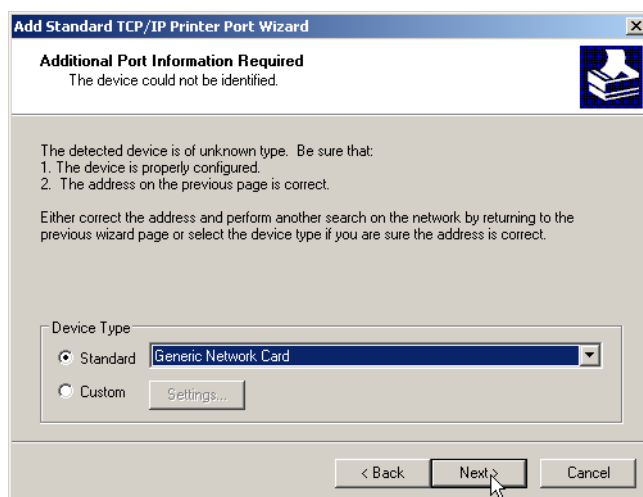 Add Standard TCP/IP Printer Port Wizard
Additional Port Information Required
The device could not be identified.
The detected device is of unknown type.  Be sure that:
1. The device is properly configured.
2.  The address on the previous page is correct.
Either correct the address and perform another search on the network by returning to the
previous wizard page or select the device type if you are sure the address is correct.
Device Type
Standard Generic Network Card
Custom Settings...
< Back Next > Cancel